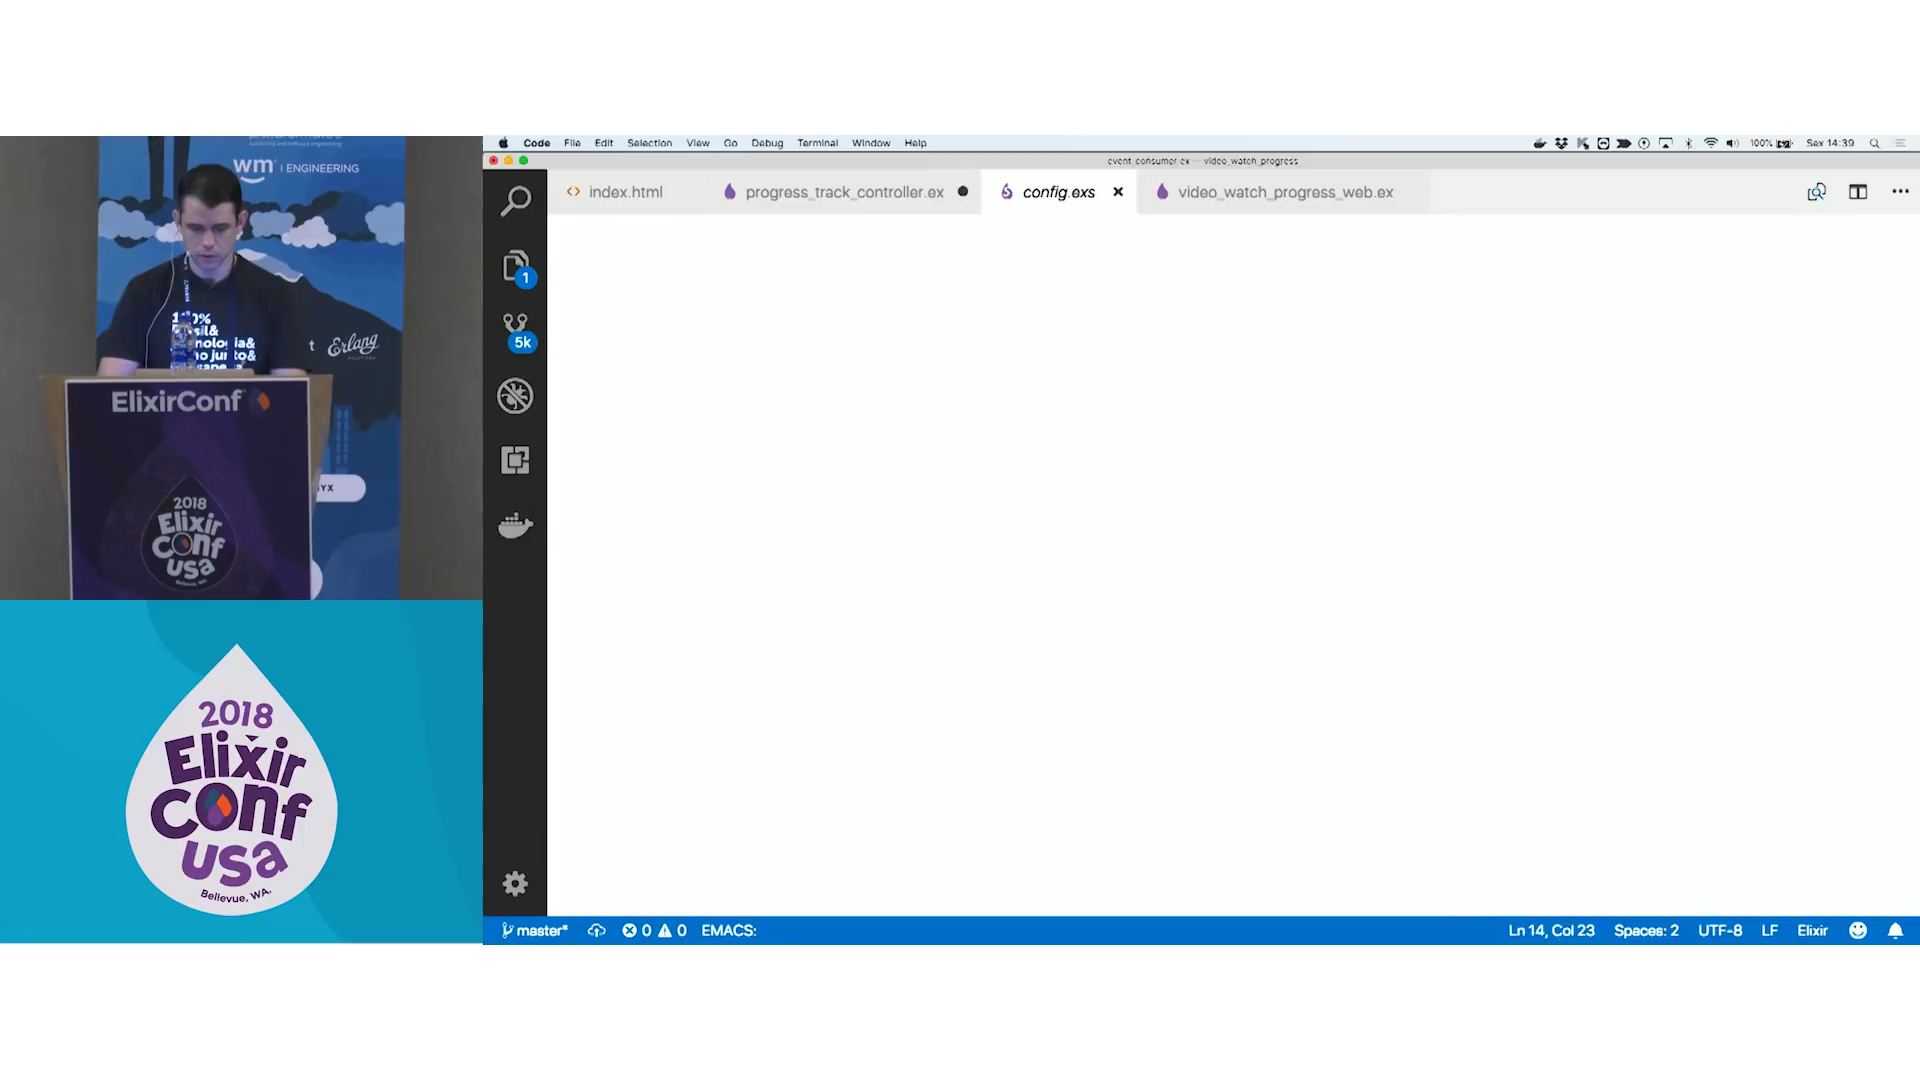 wm | ENGINEERING
Erlang
YX
ElixirConf
2018
Elixir
Conf
USA
2018
Elixir
Conf
USA
Bellevue, WA.
Code File Edit Selection View Go Debug Terminal Window Help
100% Sex 14:39
event_consumer.ex — video_watch_progress
index.html
progress_track_controller.ex
config.exs
video_watch_progress_web.ex
1
5k
master* 0 0 EMACS:
Ln 14, Col 23 Spaces: 2 UTF-8 LF Elixir